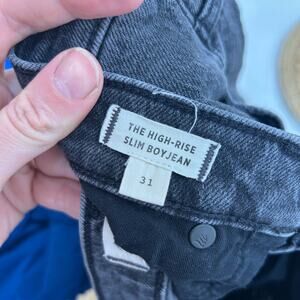 THE HIGH-RISE
SLIM BOYJEAN
31